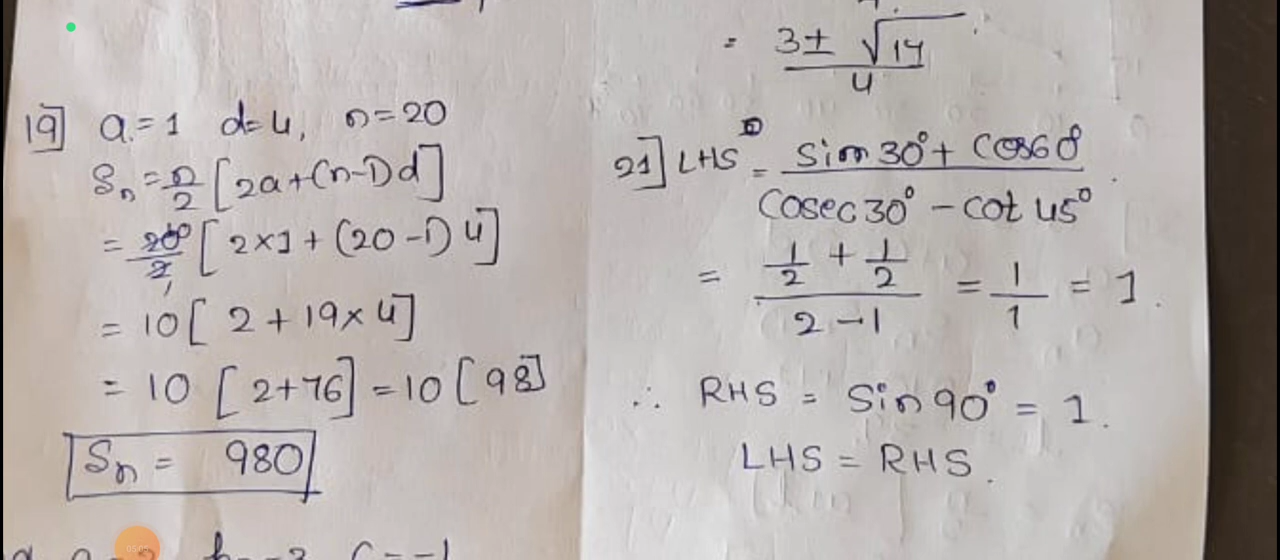 19] a = 1 d = 4, n = 20
Sn = n/2 [2a + (n-1) d]
= 20/2 [2×1 + (20-1) 4]
= 10 [2 + 19×4]
= 10 [2+76] = 10 [98]
Sn = 980
= 3± √14 / 4
21] LHS = sin 30° + cos 60° / Cosec 30° - cot 45°
= 1/2 + 1/2 / 2-1 = 1/1 = 1.
∴ RHS = Sin 90° = 1.
LHS = RHS.